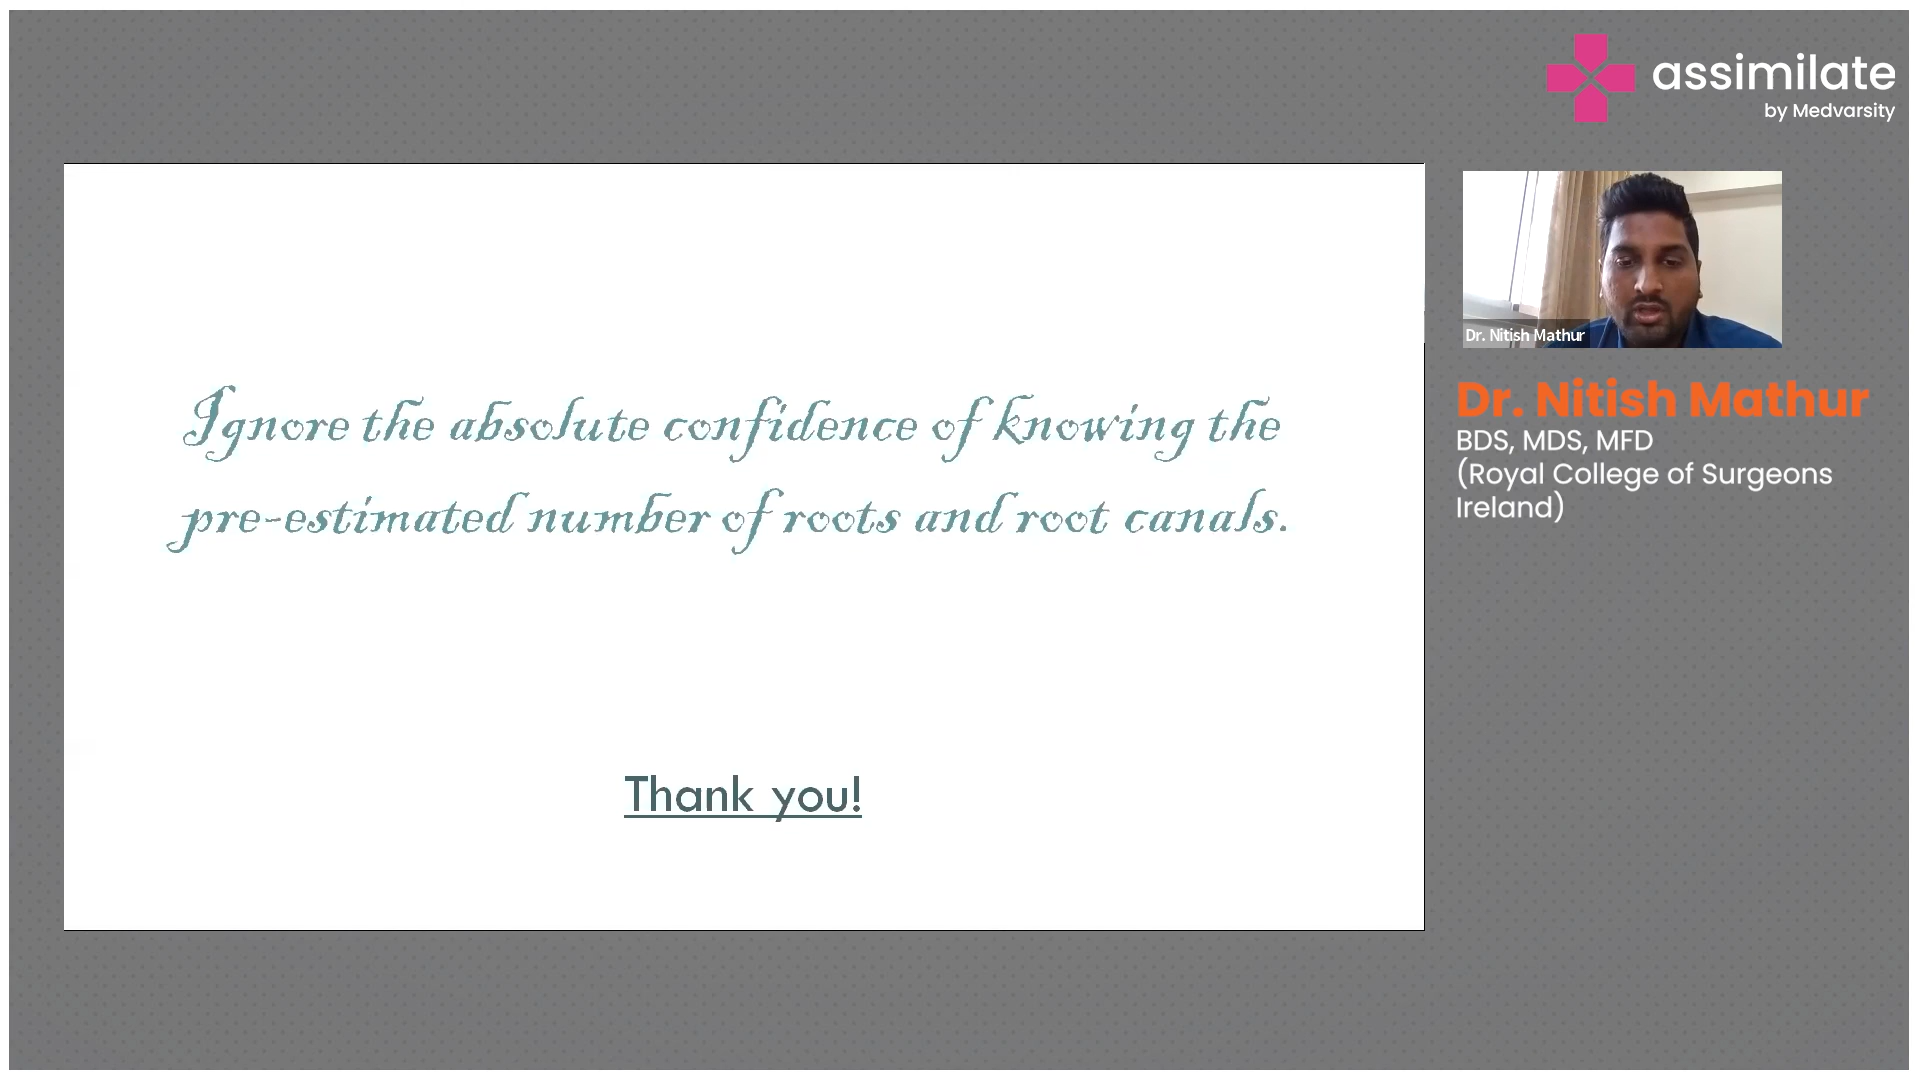 assimilate
by Medvarsity
Ignore the absolute confidence of knowing the
pre-estimated number of roots and root canals.
Thank you!
Dr. Nitish Mathur
Dr. Nitish Mathur
BDS, MDS, MFD
(Royal College of Surgeons
Ireland)